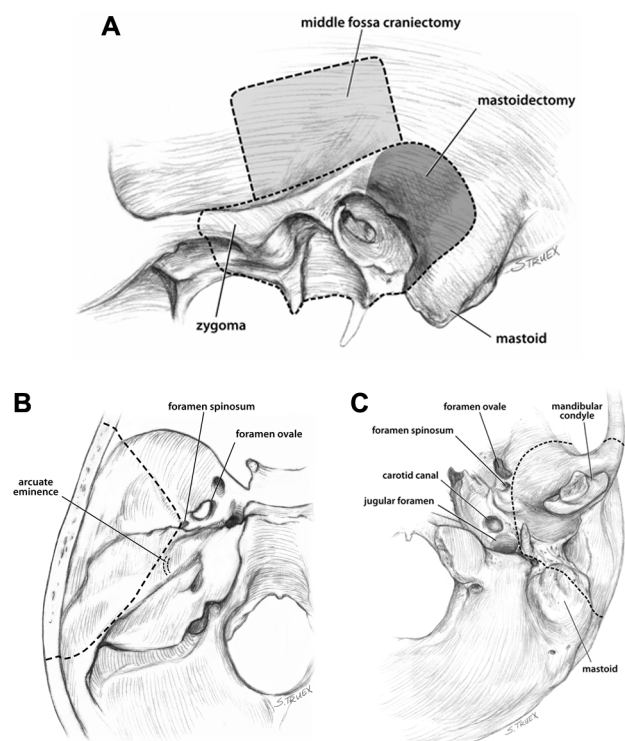 A
middle fossa craniectomy
mastoidectomy
S. TRUEX
zygoma
mastoid
B
foramen spinosum
foramen ovale
arcuate
eminence
S. TRUEX
C
foramen ovale
mandibular
condyle
foramen spinosum
carotid canal
jugular foramen
mastoid
S. TRUEX